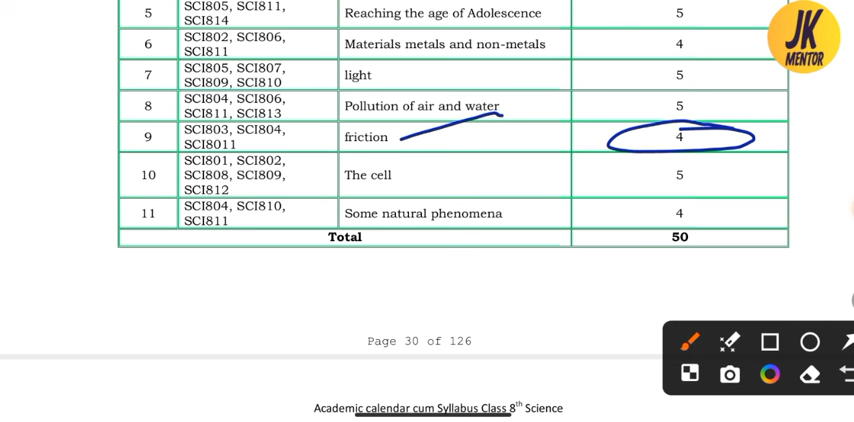 5 SCI805, SCI811, SCI814 Reaching the age of Adolescence 5
6 SCI802, SCI806, SCI811 Materials metals and non-metals 4
7 SCI805, SCI807, SCI809, SCI810 light 5
8 SCI804, SCI806, SCI811, SCI813 Pollution of air and water 5
9 SCI803, SCI804, SCI8011 friction 4
10 SCI801, SCI802, SCI808, SCI809, SCI812 The cell 5
11 SCI804, SCI810, SCI811 Some natural phenomena 4
Total 50
JK
MENTOR
Page 30 of 126
Academic calendar cum Syllabus Class 8th Science